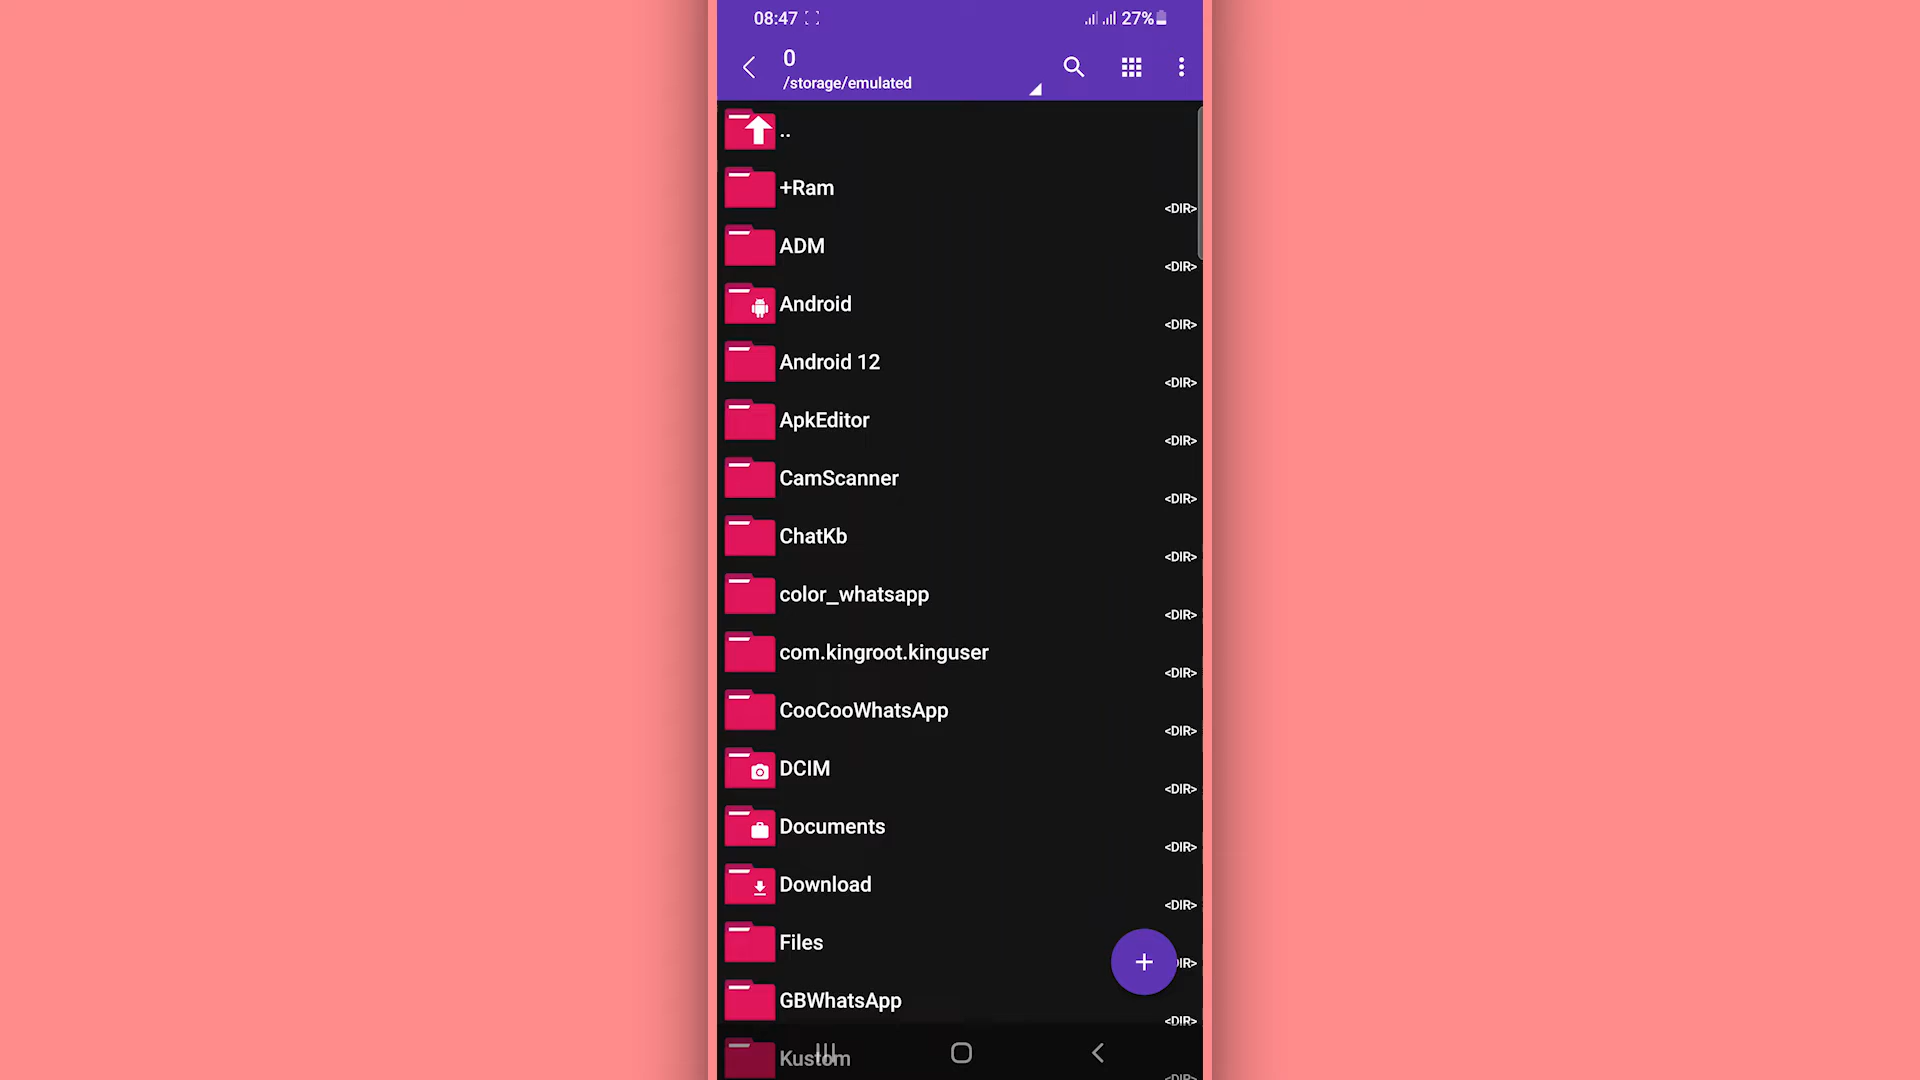 08:47 27%
0
/storage/emulated
..
+Ram
<DIR>
ADM
<DIR>
Android
<DIR>
Android 12
<DIR>
ApkEditor
<DIR>
CamScanner
<DIR>
ChatKb
<DIR>
color_whatsapp
<DIR>
com.kingroot.kinguser
<DIR>
CooCooWhatsApp
<DIR>
DCIM
<DIR>
Documents
<DIR>
Download
<DIR>
Files
IR>
GBWhatsApp
<DIR>
Kustom
<DIR>